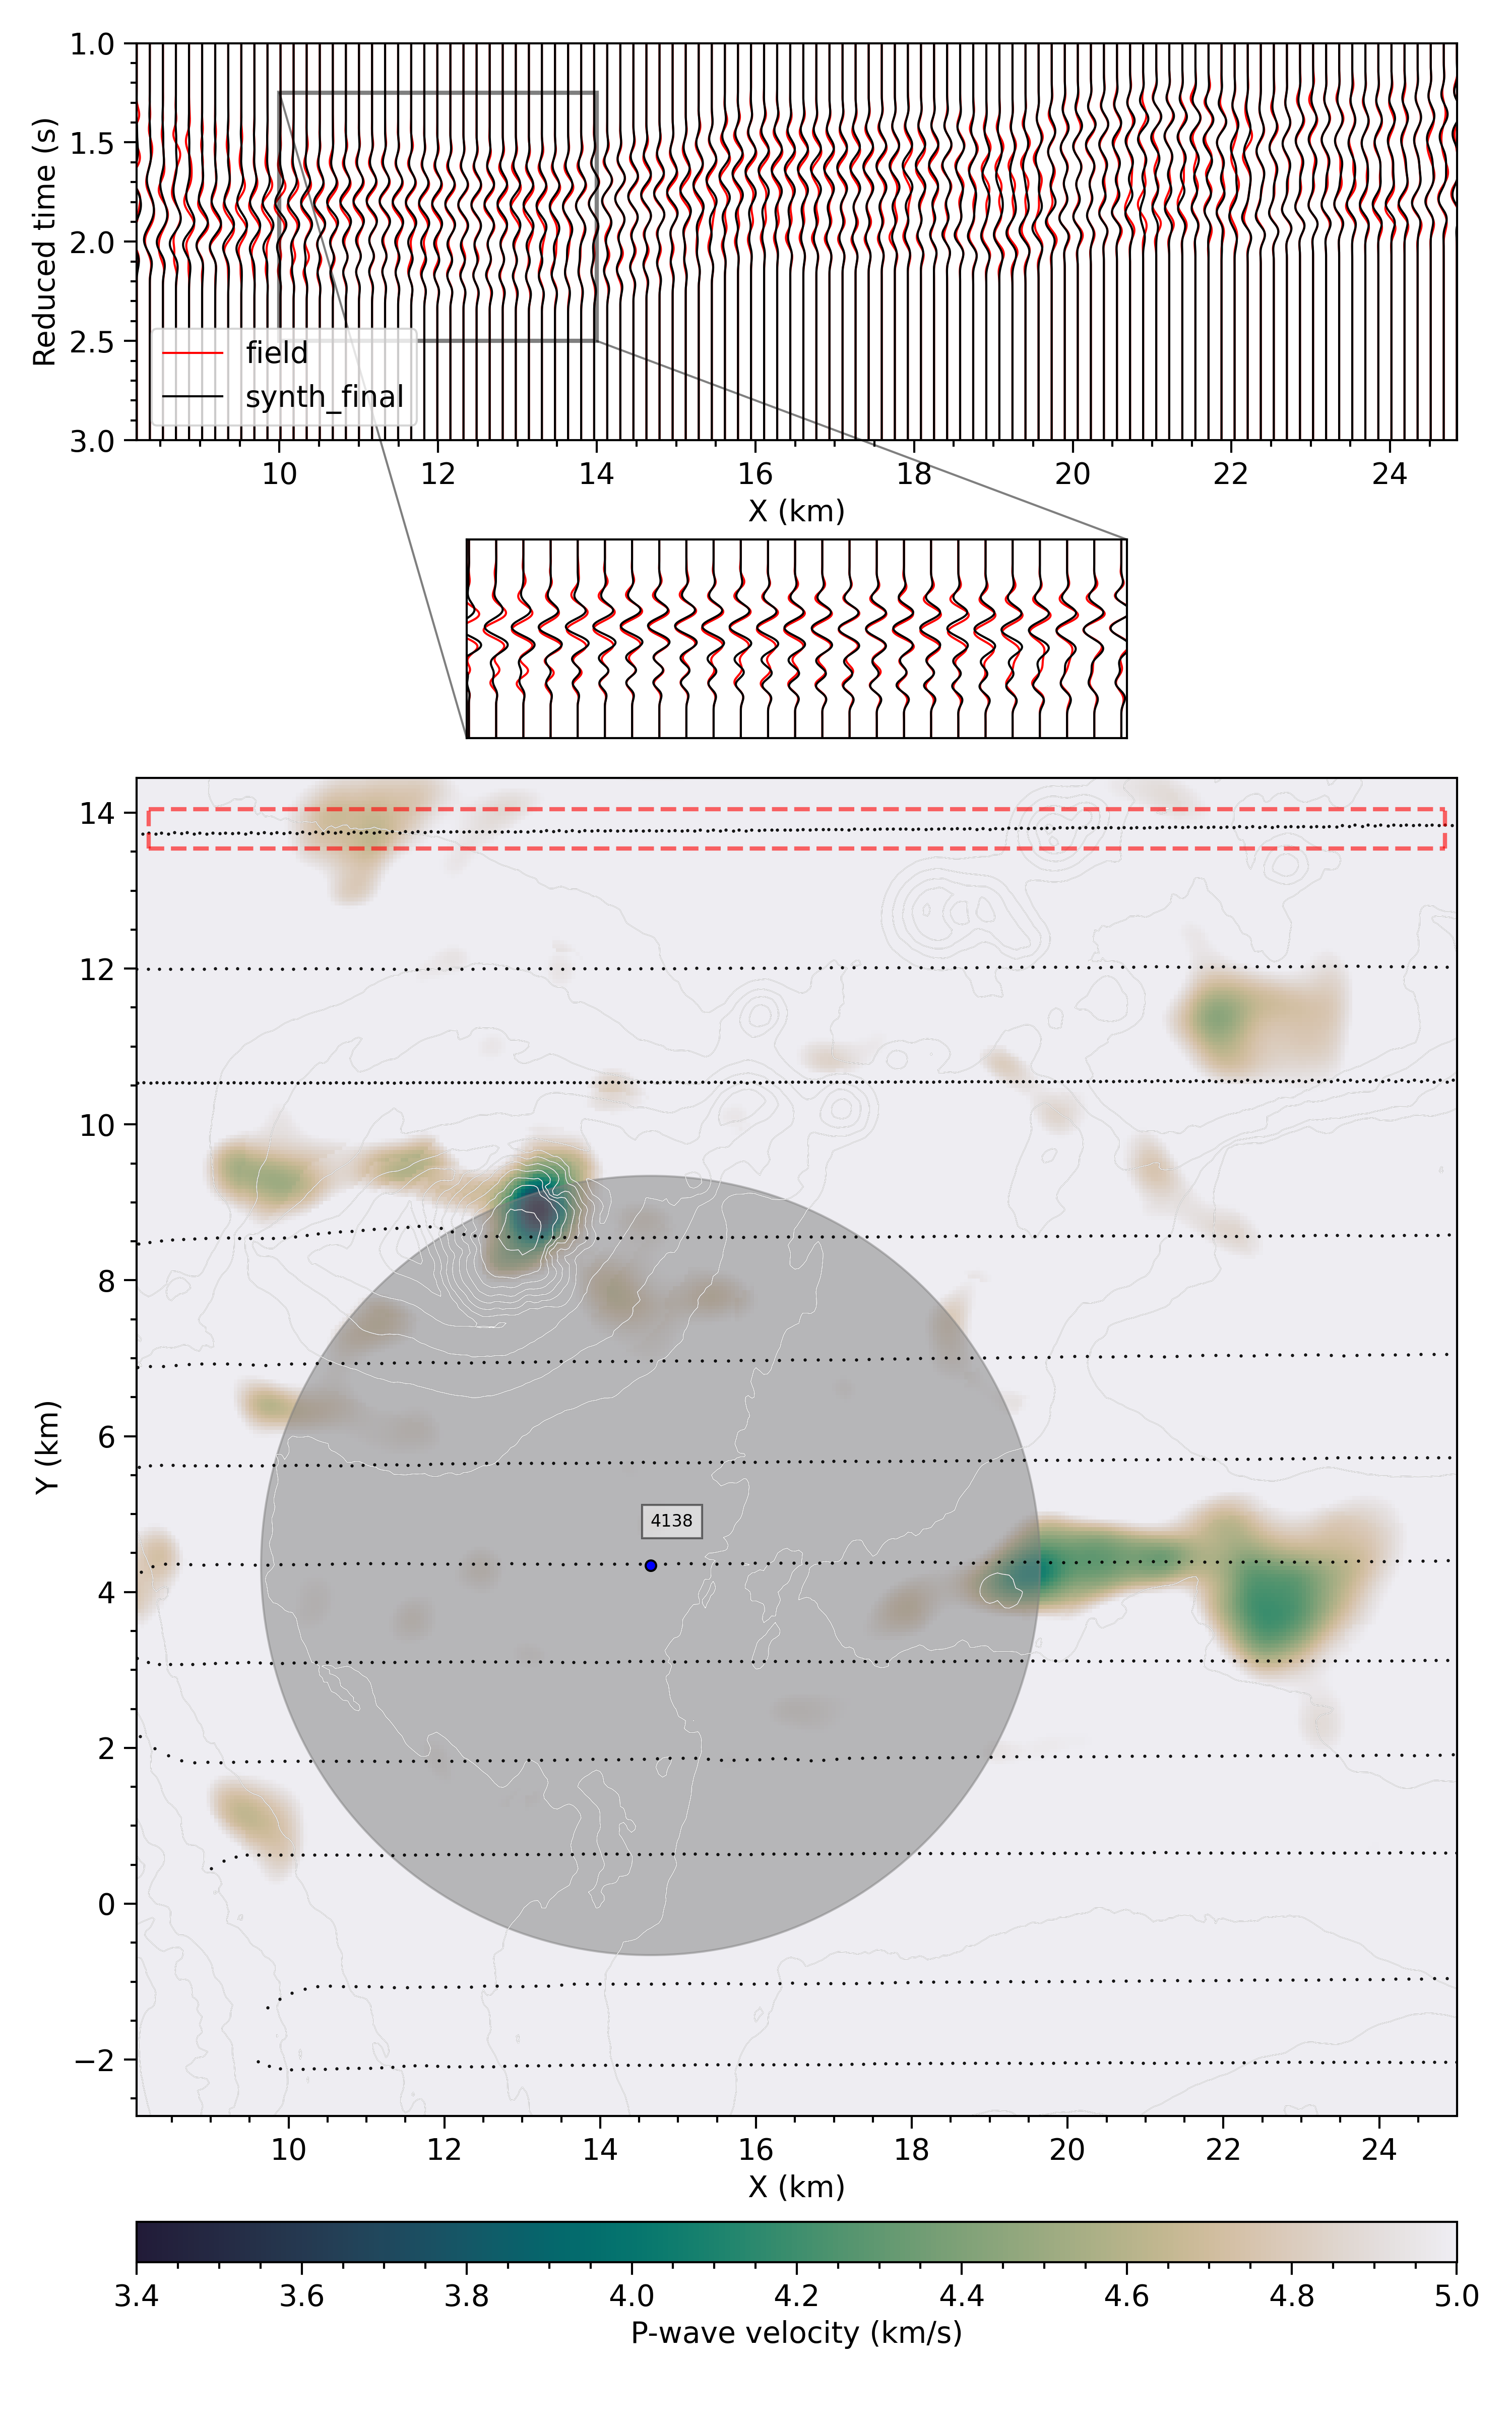 1.0
1.5
2.0
2.5
3.0
Reduced time (s)
field
synth_final
10 12 14 16 18 20 22 24
X (km)
14
12
10
8
6
4
2
0
−2
Y (km)
4138
10 12 14 16 18 20 22 24
X (km)
3.4 3.6 3.8 4.0 4.2 4.4 4.6 4.8 5.0
P-wave velocity (km/s)